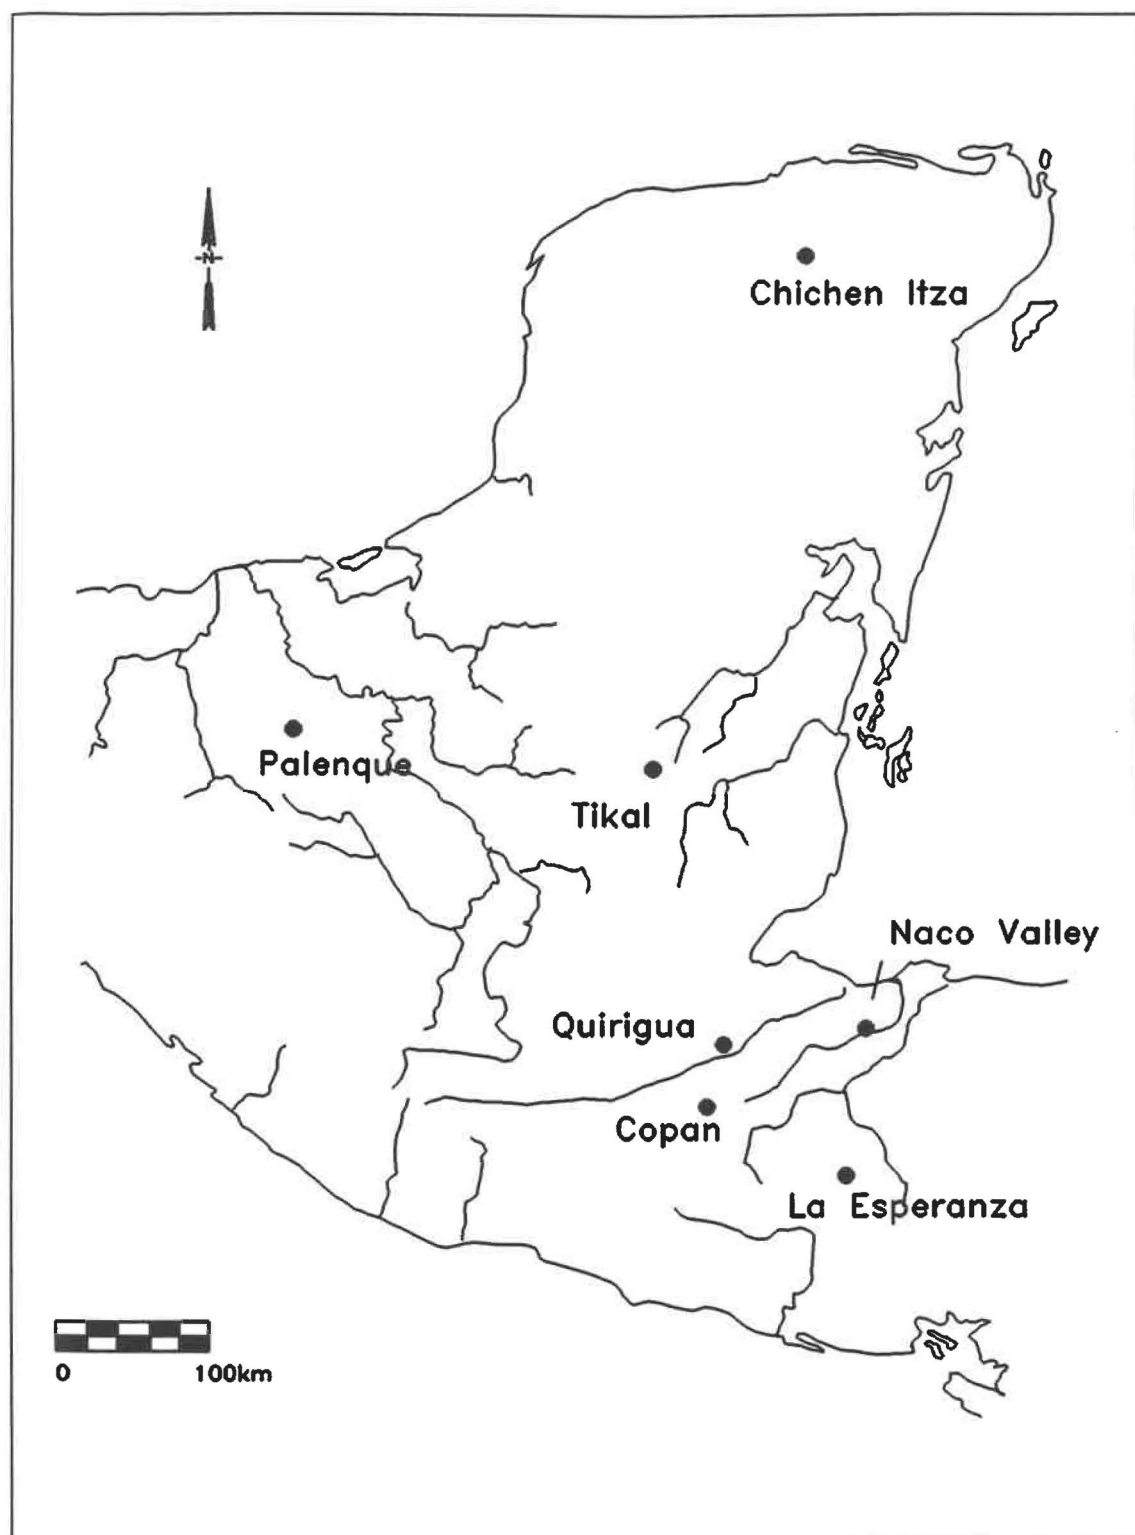 N
Chichen Itza
Palenque
Tikal
Naco Valley
Quirigua
Copan
La Esperanza
0 100km